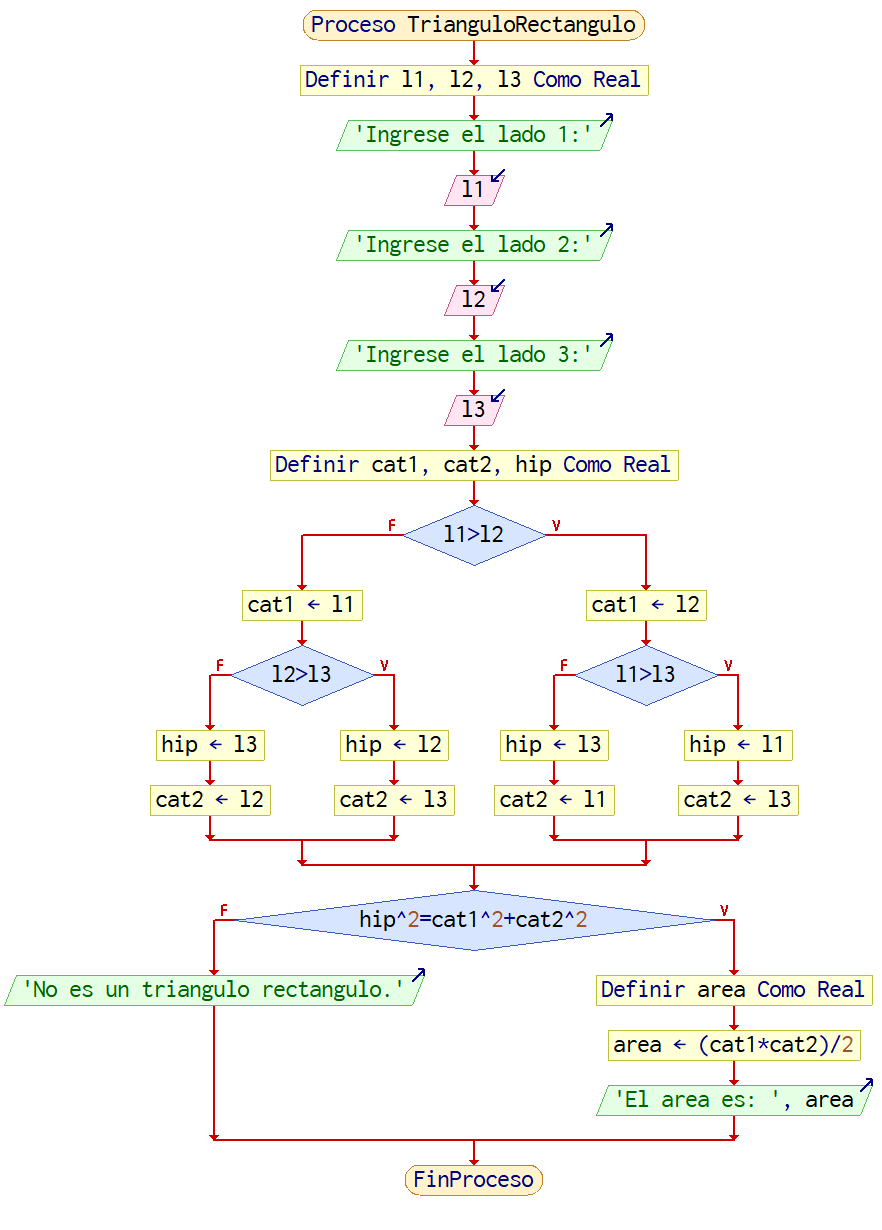 Proceso TrianguloRectangulo
Definir l1, l2, l3 Como Real
'Ingrese el lado 1:'
l1
'Ingrese el lado 2:'
l2
'Ingrese el lado 3:'
l3
Definir cat1, cat2, hip Como Real
F
l1>l2
V
cat1 ← l1
cat1 ← l2
F
l2>l3
V
F
l1>l3
V
hip ← l3
hip ← l2
hip ← l3
hip ← l1
cat2 ← l2
cat2 ← l3
cat2 ← l1
cat2 ← l3
F
hip^2=cat1^2+cat2^2
V
'No es un triangulo rectangulo.'
Definir area Como Real
area ← (cat1*cat2)/2
'El area es: ', area
FinProceso